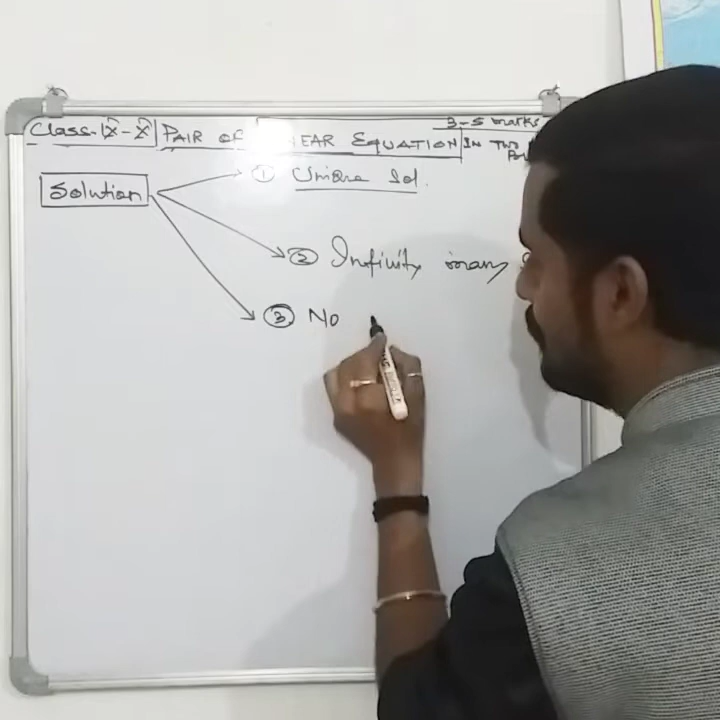 3-5 marks
Class-IX-X PAIR OF EQUATION IN TWO
Solution
① Unique Sol.
② Infinity many
③ No